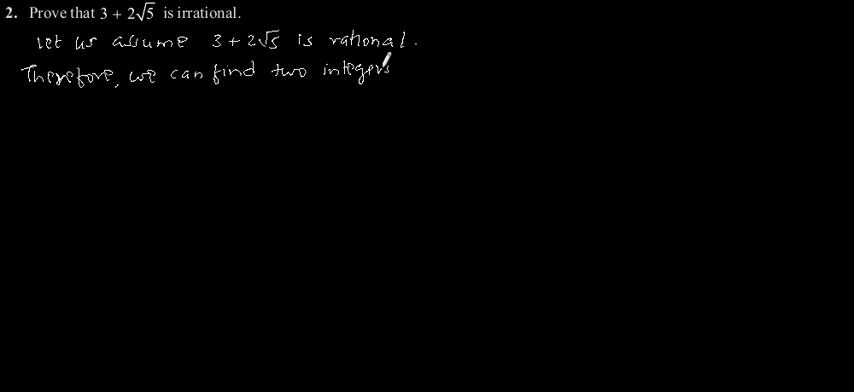 2. Prove that 3 + 2√5 is irrational.
Let us assume 3 + 2√5 is rational.
Therefore, we can find two integers